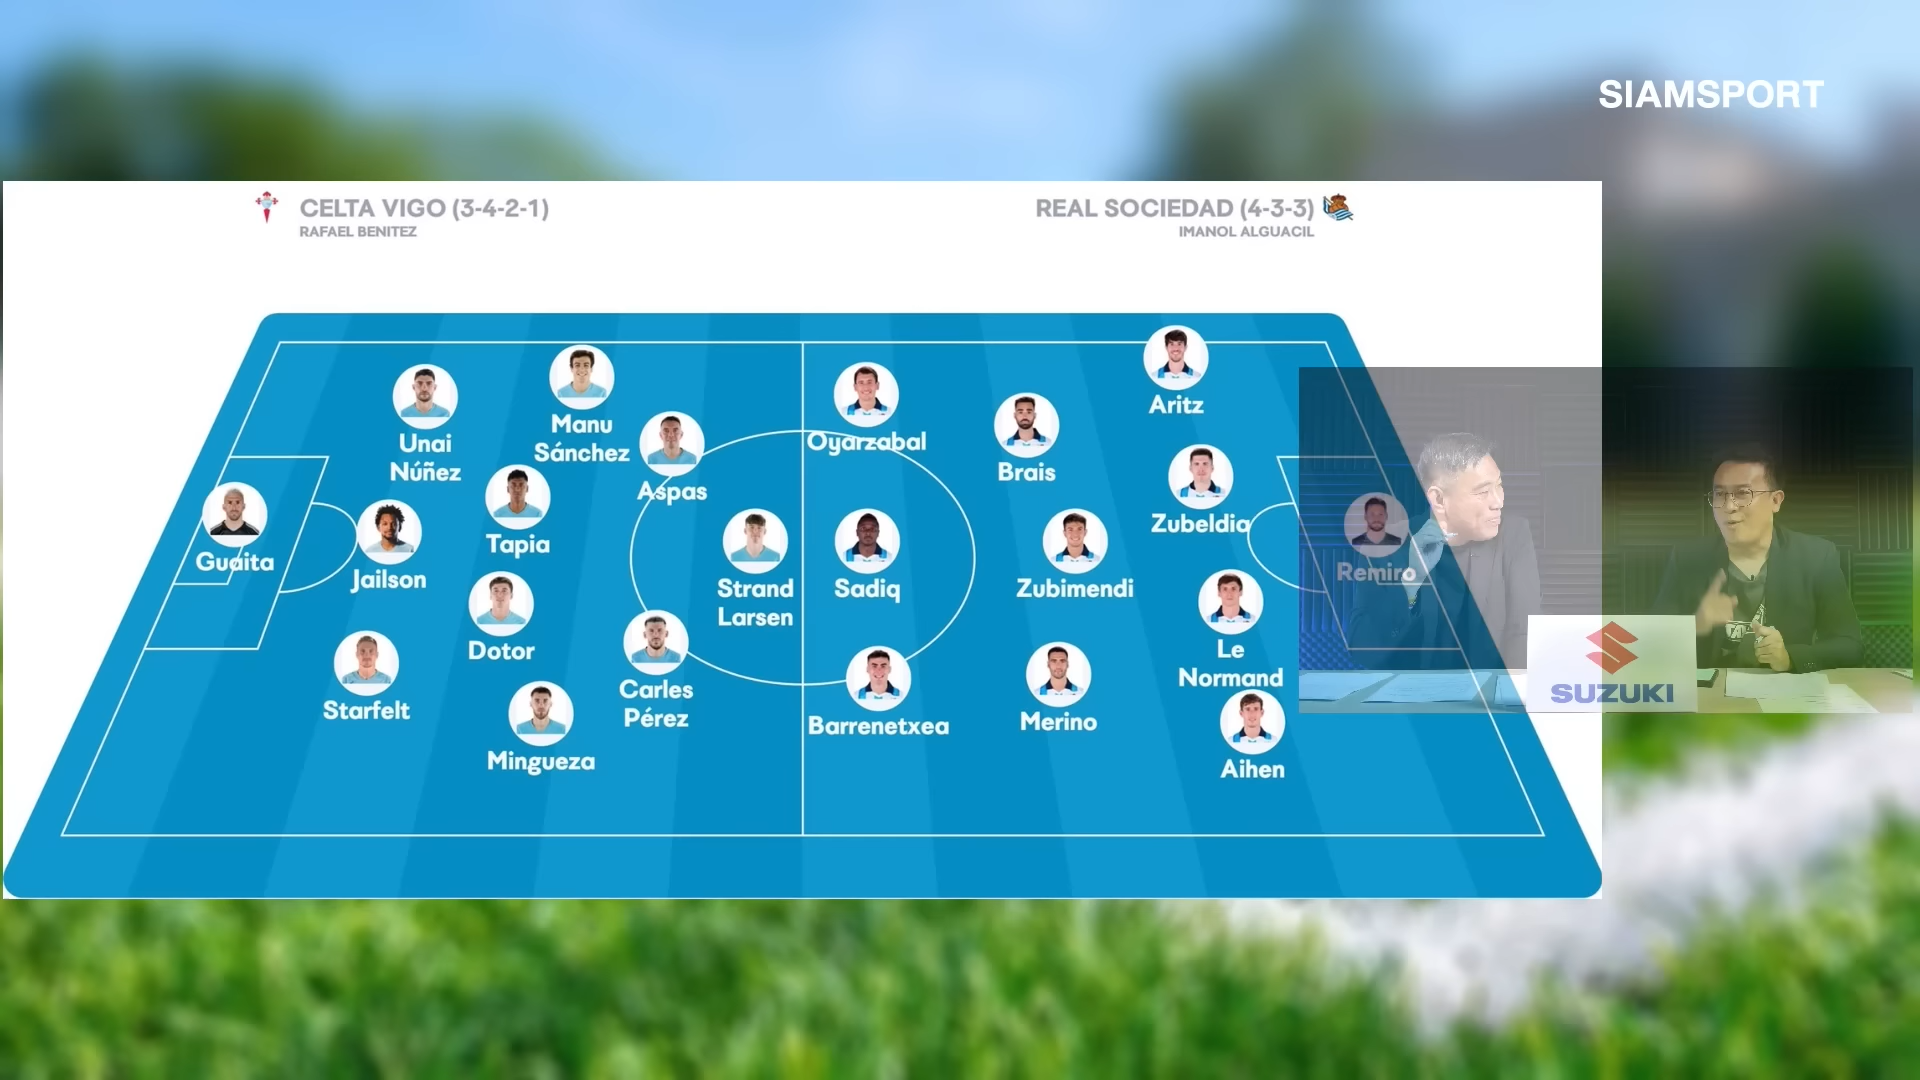 SIAMSPORT
CELTA VIGO (3-4-2-1)
RAFAEL BENITEZ
REAL SOCIEDAD (4-3-3)
IMANOL ALGUACIL
Unai
Núñez
Manu
Sánchez
Aspas
Guaita
Jailson
Tapia
Dotor
Strand
Larsen
Starfelt
Mingueza
Carles
Pérez
Oyarzabal
Sadiq
Barrenetxea
Brais
Zubimendi
Merino
Aritz
Zubeldia
Le
Normand
Aihen
Remiro
SUZUKI